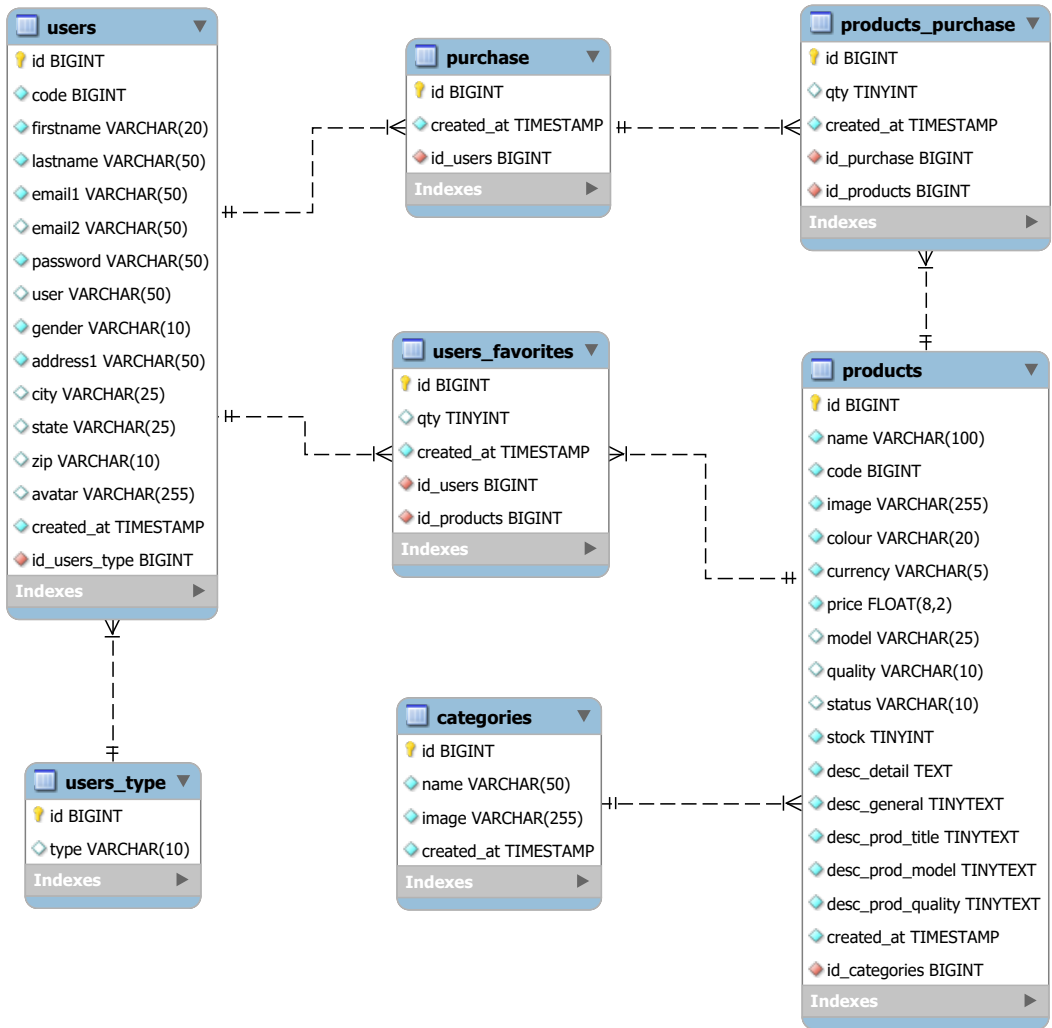 users
id BIGINT
code BIGINT
firstname VARCHAR(20)
lastname VARCHAR(50)
email1 VARCHAR(50)
email2 VARCHAR(50)
password VARCHAR(50)
user VARCHAR(50)
gender VARCHAR(10)
address1 VARCHAR(50)
city VARCHAR(25)
state VARCHAR(25)
zip VARCHAR(10)
avatar VARCHAR(255)
created_at TIMESTAMP
id_users_type BIGINT
Indexes
users_type
id BIGINT
type VARCHAR(10)
Indexes
purchase
id BIGINT
created_at TIMESTAMP
id_users BIGINT
Indexes
users_favorites
id BIGINT
qty TINYINT
created_at TIMESTAMP
id_users BIGINT
id_products BIGINT
Indexes
categories
id BIGINT
name VARCHAR(50)
image VARCHAR(255)
created_at TIMESTAMP
Indexes
products_purchase
id BIGINT
qty TINYINT
created_at TIMESTAMP
id_purchase BIGINT
id_products BIGINT
Indexes
products
id BIGINT
name VARCHAR(100)
code BIGINT
image VARCHAR(255)
colour VARCHAR(20)
currency VARCHAR(5)
price FLOAT(8,2)
model VARCHAR(25)
quality VARCHAR(10)
status VARCHAR(10)
stock TINYINT
desc_detail TEXT
desc_general TINYTEXT
desc_prod_title TINYTEXT
desc_prod_model TINYTEXT
desc_prod_quality TINYTEXT
created_at TIMESTAMP
id_categories BIGINT
Indexes